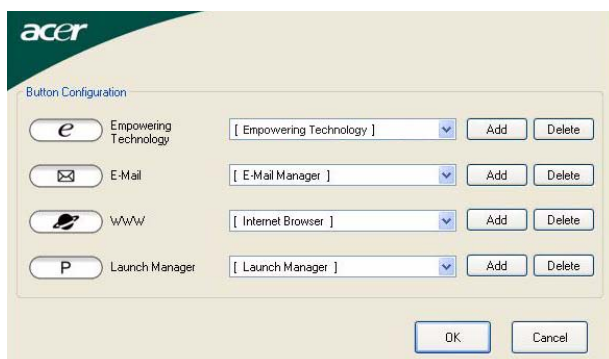 acer
Button Configuration
e Empowering Technology [ Empowering Technology ] Add Delete
E-Mail [ E-Mail Manager ] Add Delete
WWW [ Internet Browser ] Add Delete
P Launch Manager [ Launch Manager ] Add Delete
OK Cancel